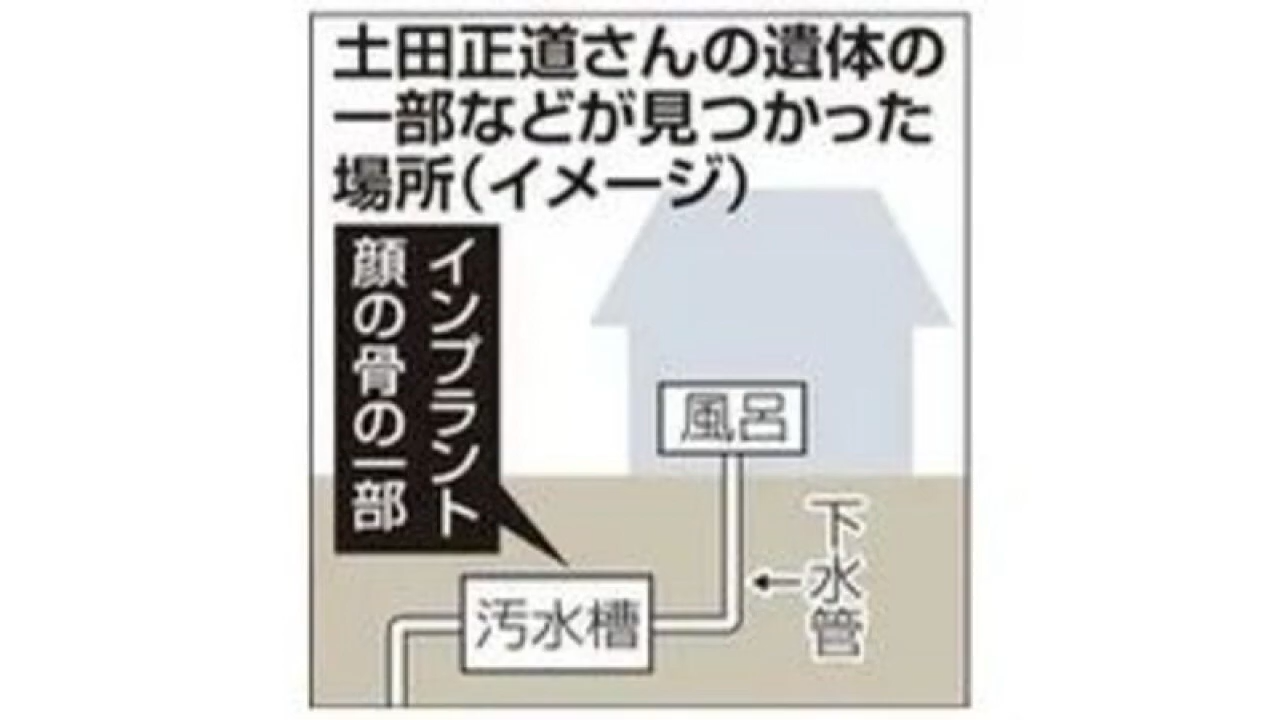 土田正道さんの遺体の
一部などが見つかった
場所(イメージ)
インプラント
顔の骨の一部
風呂
下水管
汚水槽